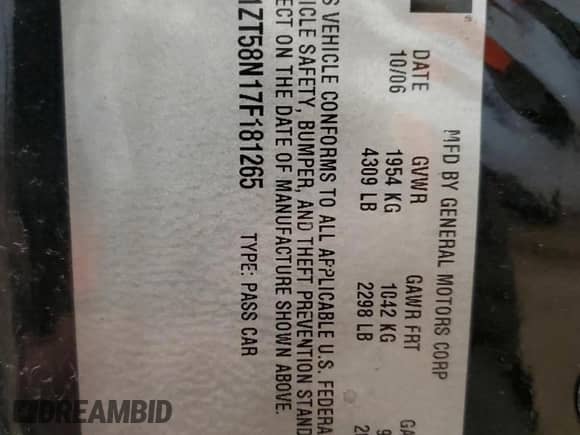 MFD BY GENERAL MOTORS CORP
DATE GVWR GAWR FRT
10/06 1954 KG 1042 KG
4309 LB 2298 LB
VEHICLE CONFORMS TO ALL APPLICABLE U.S. FEDERA
VEHICLE SAFETY, BUMPER, AND THEFT PREVENTION STAND
ECT ON THE DATE OF MANUFACTURE SHOWN ABOVE.
1ZT58N17F181265 TYPE: PASS CAR
DREAMBID